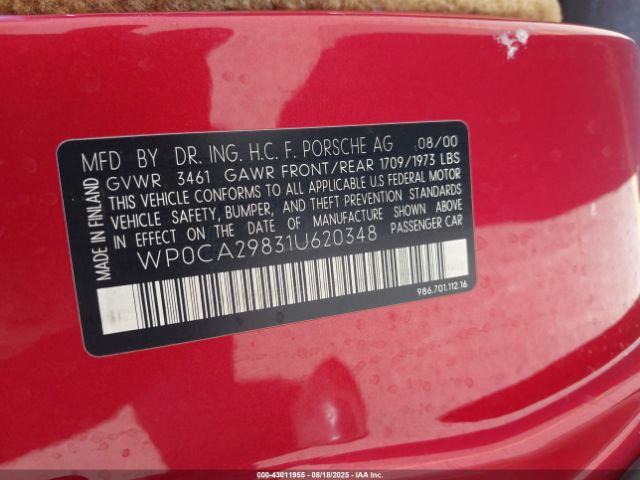 MFD BY DR. ING. H.C. F. PORSCHE AG 08/00
GVWR 3461 GAWR FRONT/REAR 1709/1973 LBS
THIS VEHICLE CONFORMS TO ALL APPLICABLE U.S FEDERAL MOTOR
VEHICLE SAFETY, BUMPER, AND THEFT PREVENTION STANDARDS
IN EFFECT ON THE DATE OF MANUFACTURE SHOWN ABOVE
WP0CA29831U620348 PASSENGER CAR
MADE IN FINLAND
986.701.112.16
000-43011955 - 08/18/2025 - IAAI.COM